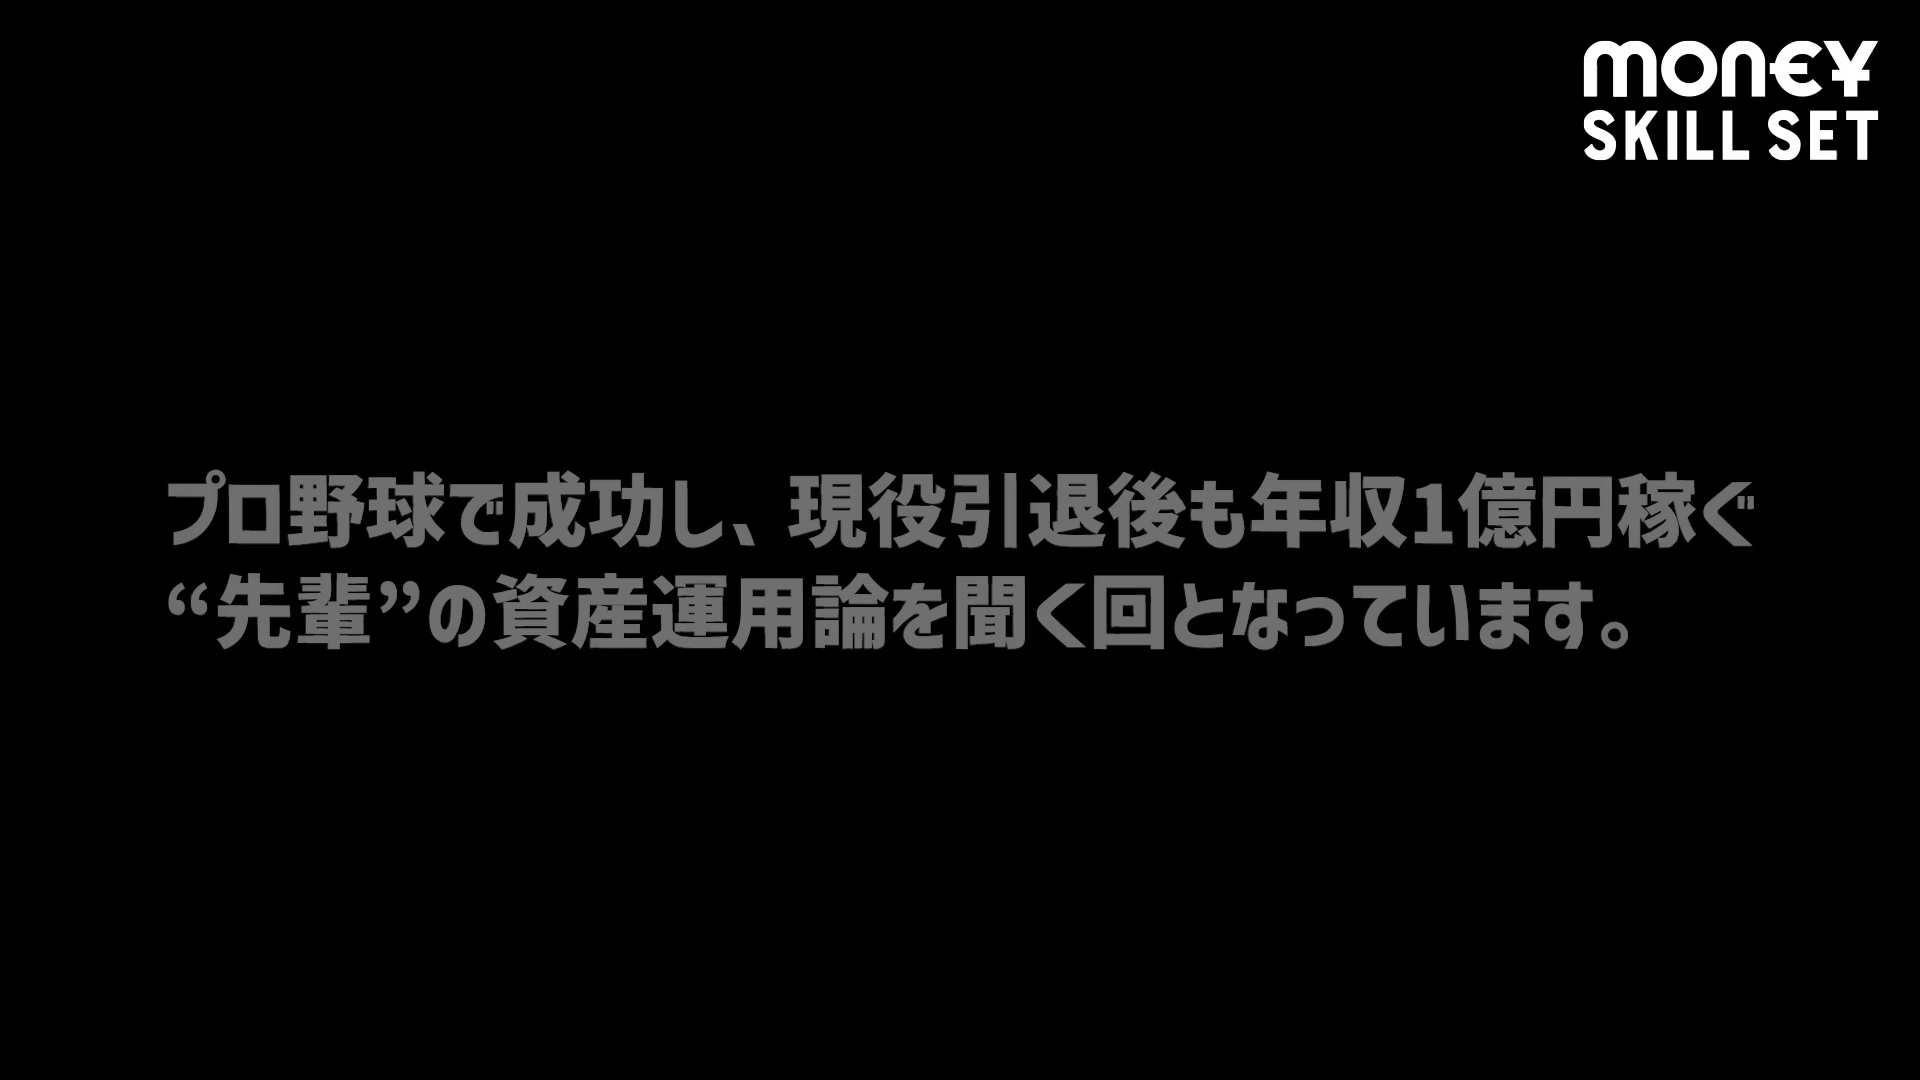 MONEY
SKILL SET
プロ野球で成功し、現役引退後も年収1億円稼ぐ
“先輩”の資産運用論を聞く回となっています。